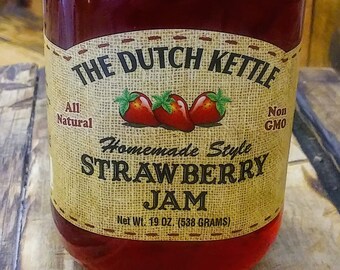 THE DUTCH KETTLE
All
Natural
Non
GMO
Homemade Style
STRAWBERRY
JAM
Net Wt. 19 OZ. (538 GRAMS)